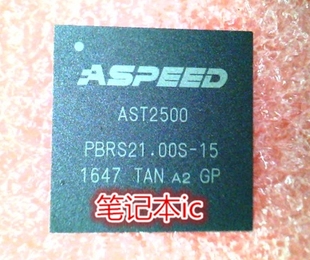 ASPEED
AST2500
PBRS21.00S-15
1647 TAN A2 GP
笔记本ic